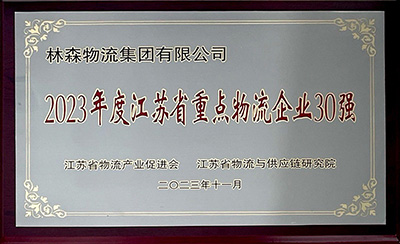 林森物流集团有限公司
2023年度江苏省重点物流企业30强
江苏省物流产业促进会 江苏省物流与供应链研究院
二〇二三年十一月